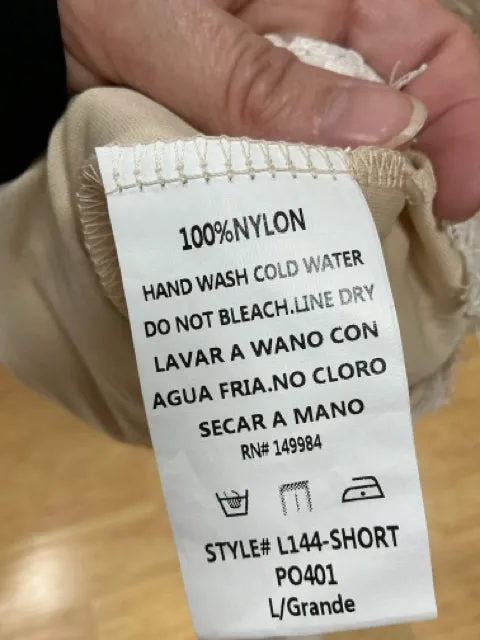 100%NYLON
HAND WASH COLD WATER
DO NOT BLEACH.LINE DRY
LAVAR A WANO CON
AGUA FRIA.NO CLORO
SECAR A MANO
RN# 149984
STYLE# L144-SHORT
PO401
L/Grande